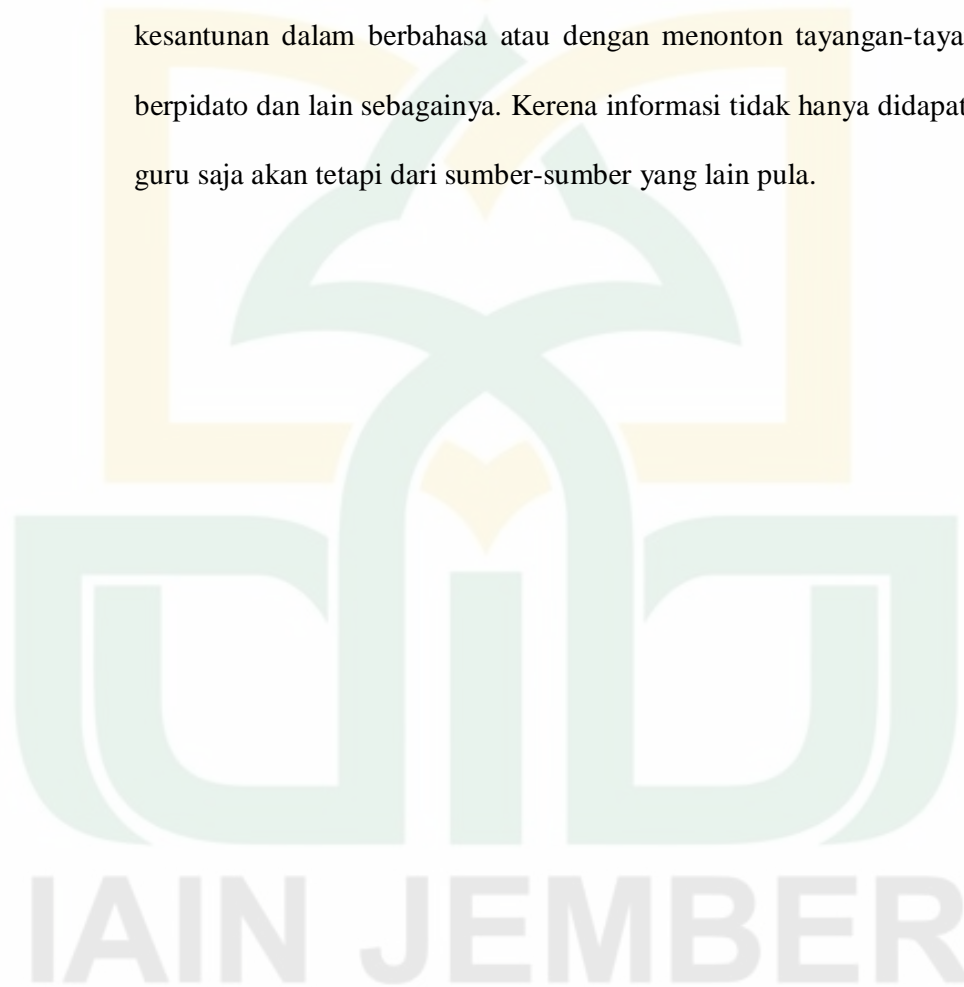 kesantunan dalam berbahasa atau dengan menonton tayangan-taya
berpidato dan lain sebagainya. Kerena informasi tidak hanya didapat
guru saja akan tetapi dari sumber-sumber yang lain pula.
IAIN JEMBER